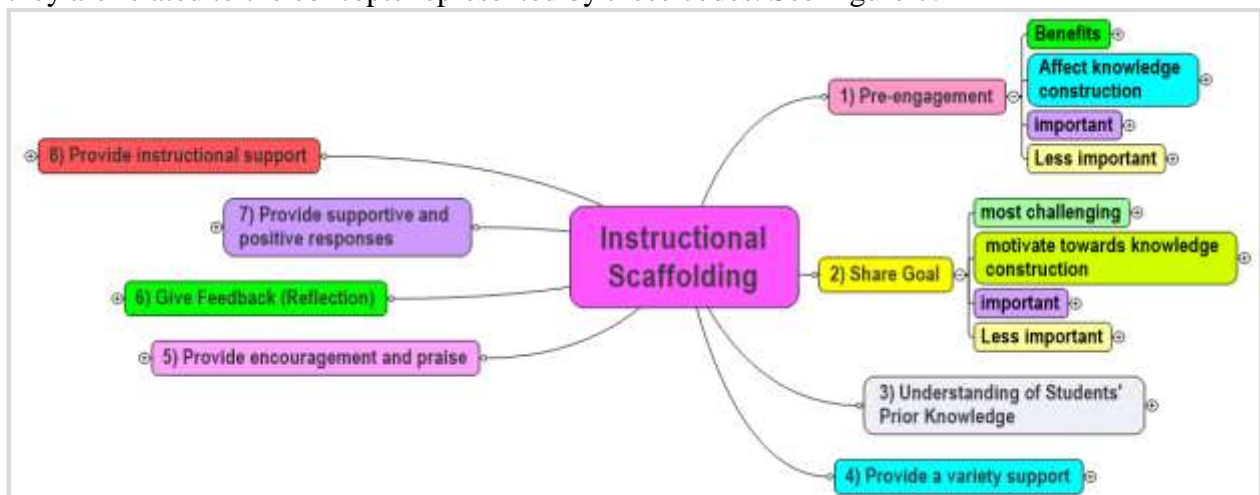 Benefits
Affect knowledge
construction
1) Pre-engagement
important
Less important
8) Provide instructional support
7) Provide supportive and
positive responses
Instructional
Scaffolding
most challenging
motivate towards knowledge
construction
2) Share Goal
important
Less important
6) Give Feedback (Reflection)
5) Provide encouragement and praise
3) Understanding of Students'
Prior Knowledge
4) Provide a variety support